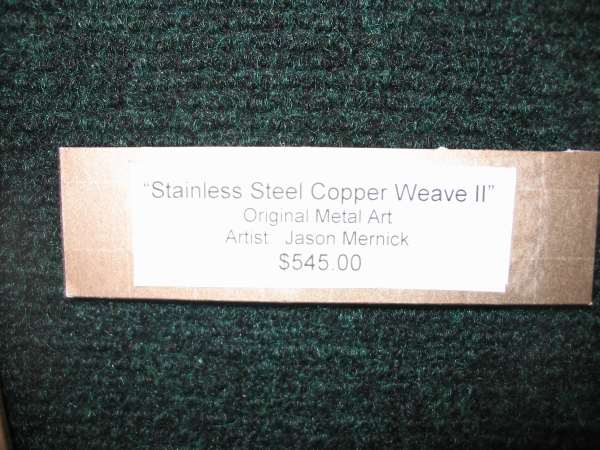 "Stainless Steel Copper Weave II"
Original Metal Art
Artist: Jason Mernick
$545.00